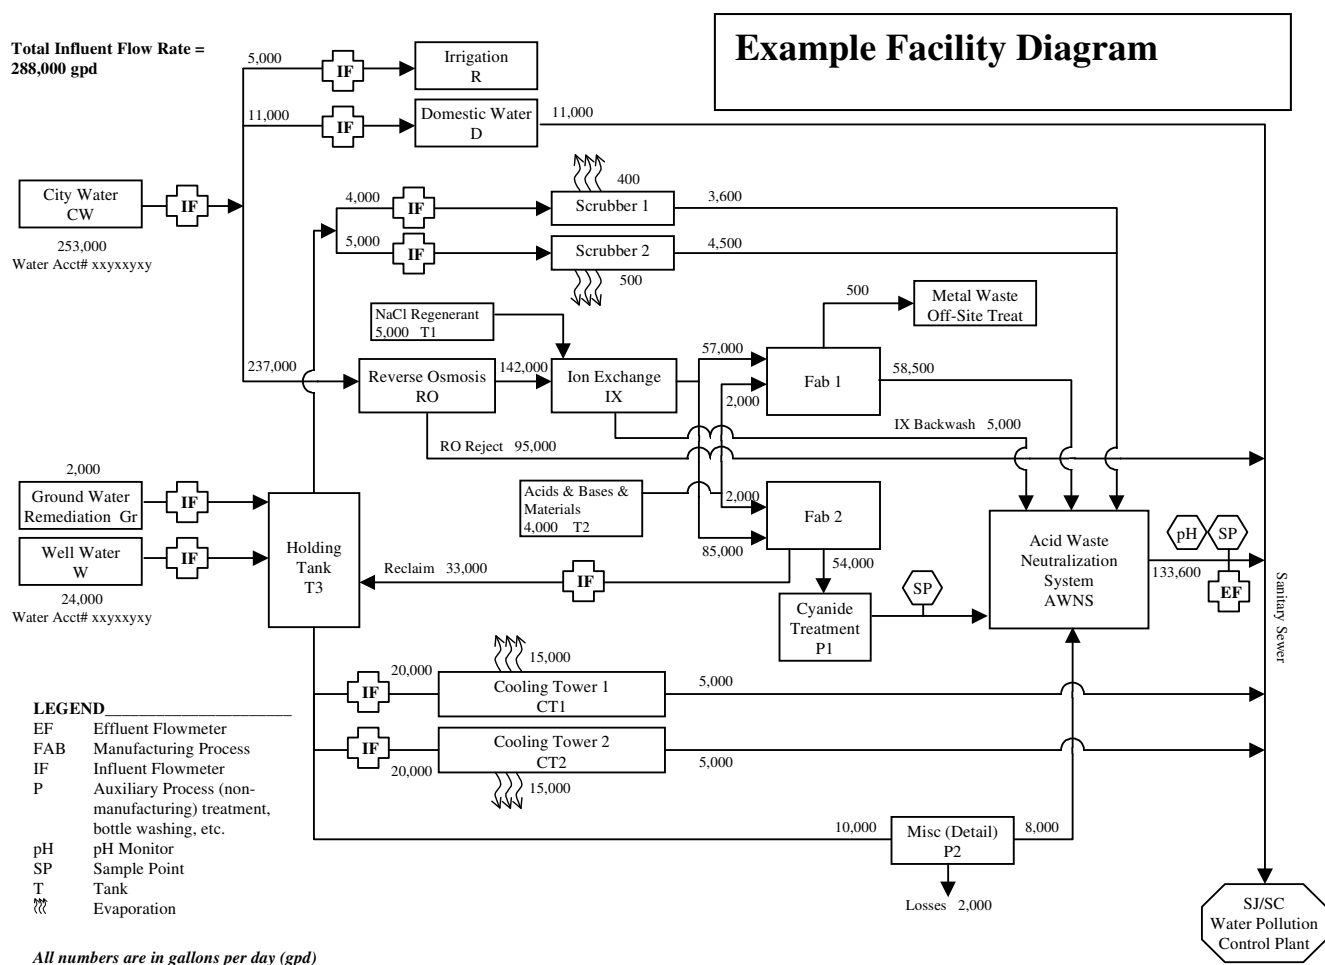 Total Influent Flow Rate =
288,000 gpd
Example Facility Diagram
5,000
IF
Irrigation
R
11,000
IF
Domestic Water
D
11,000
City Water
CW
IF
253,000
Water Acct# xxyxxyxy
4,000
IF
400
Scrubber 1
3,600
5,000
IF
Scrubber 2
500
4,500
NaCl Regenerant
5,000 T1
500
Metal Waste
Off-Site Treat
237,000
Reverse Osmosis
RO
142,000
Ion Exchange
IX
57,000
2,000
Fab 1
58,500
IX Backwash 5,000
RO Reject 95,000
2,000
Ground Water
Remediation Gr
IF
Well Water
W
IF
24,000
Water Acct# xxyxxyxy
Holding
Tank
T3
Acids & Bases &
Materials
4,000 T2
2,000
85,000
Fab 2
Reclaim 33,000
IF
54,000
Cyanide
Treatment
P1
SP
Acid Waste
Neutralization
System
AWNS
pH
SP
133,600
EF
Sanitary Sewer
20,000
IF
15,000
Cooling Tower 1
CT1
5,000
IF
20,000
Cooling Tower 2
CT2
15,000
5,000
10,000
Misc (Detail)
P2
8,000
Losses 2,000
SJ/SC
Water Pollution
Control Plant
LEGEND______________________
EF Effluent Flowmeter
FAB Manufacturing Process
IF Influent Flowmeter
P Auxiliary Process (non-
manufacturing) treatment,
bottle washing, etc.
pH pH Monitor
SP Sample Point
T Tank
Evaporation
All numbers are in gallons per day (gpd)